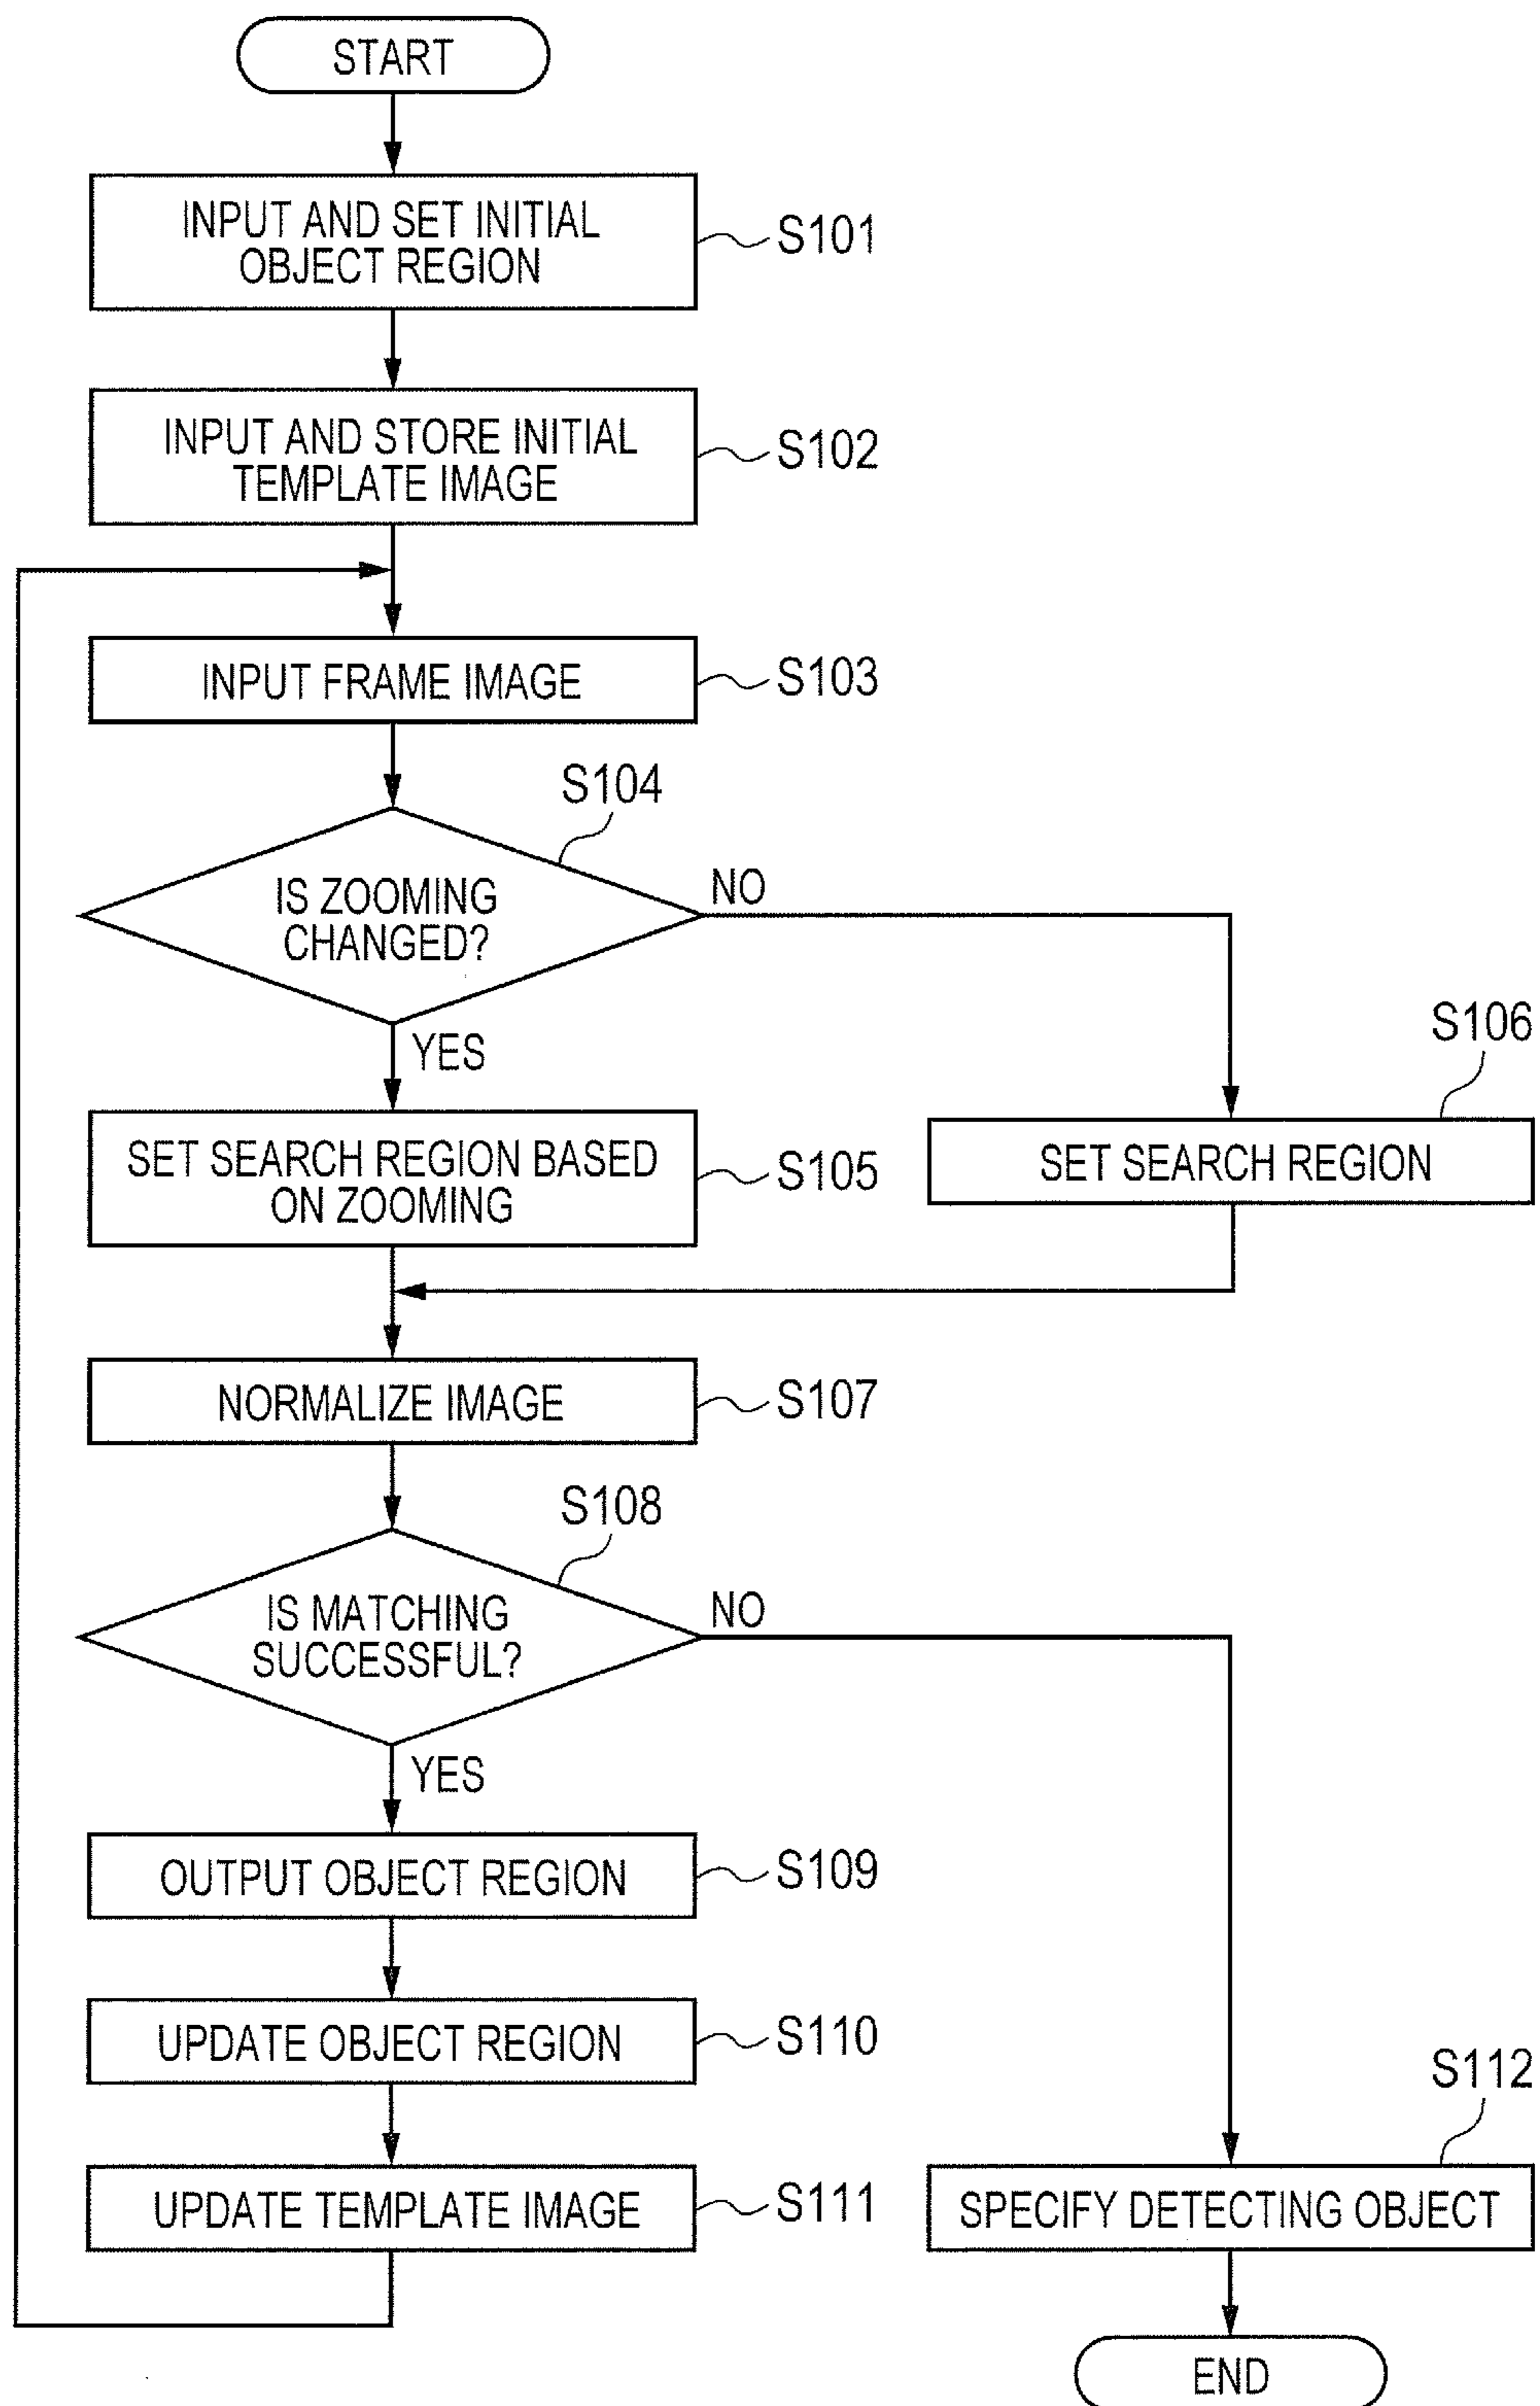 START
INPUT AND SET INITIAL
OBJECT REGION
S101
INPUT AND STORE INITIAL
TEMPLATE IMAGE
S102
INPUT FRAME IMAGE
S103
S104
IS ZOOMING
CHANGED?
NO
YES
S106
SET SEARCH REGION BASED
ON ZOOMING
S105
SET SEARCH REGION
NORMALIZE IMAGE
S107
S108
IS MATCHING
SUCCESSFUL?
NO
YES
OUTPUT OBJECT REGION
S109
UPDATE OBJECT REGION
S110
S112
UPDATE TEMPLATE IMAGE
S111
SPECIFY DETECTING OBJECT
END